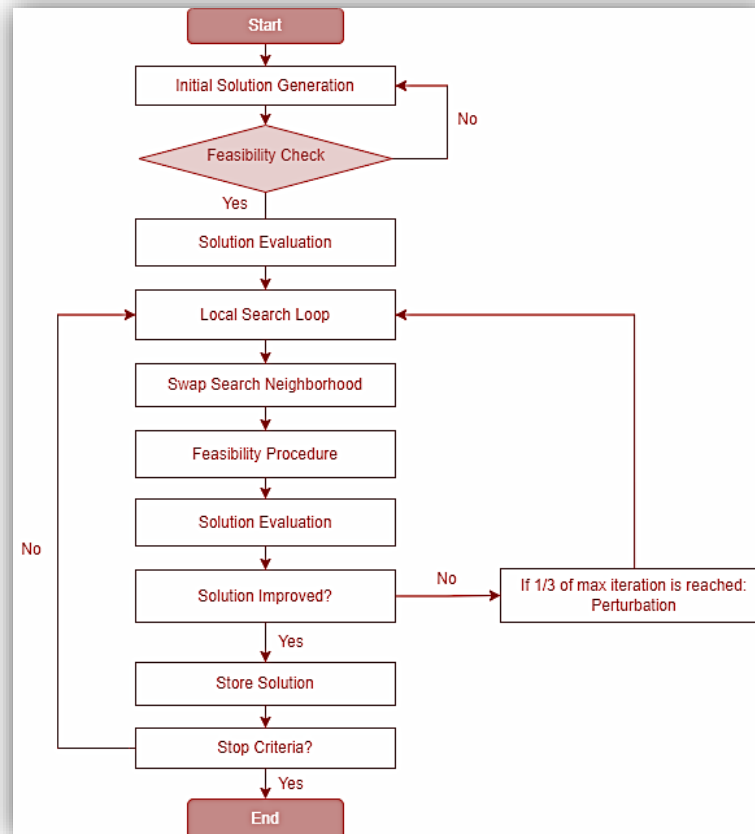 Start
Initial Solution Generation
No
Feasibility Check
Yes
Solution Evaluation
Local Search Loop
Swap Search Neighborhood
Feasibility Procedure
Solution Evaluation
No
Solution Improved?
No
If 1/3 of max iteration is reached:
Perturbation
Yes
Store Solution
Stop Criteria?
Yes
End